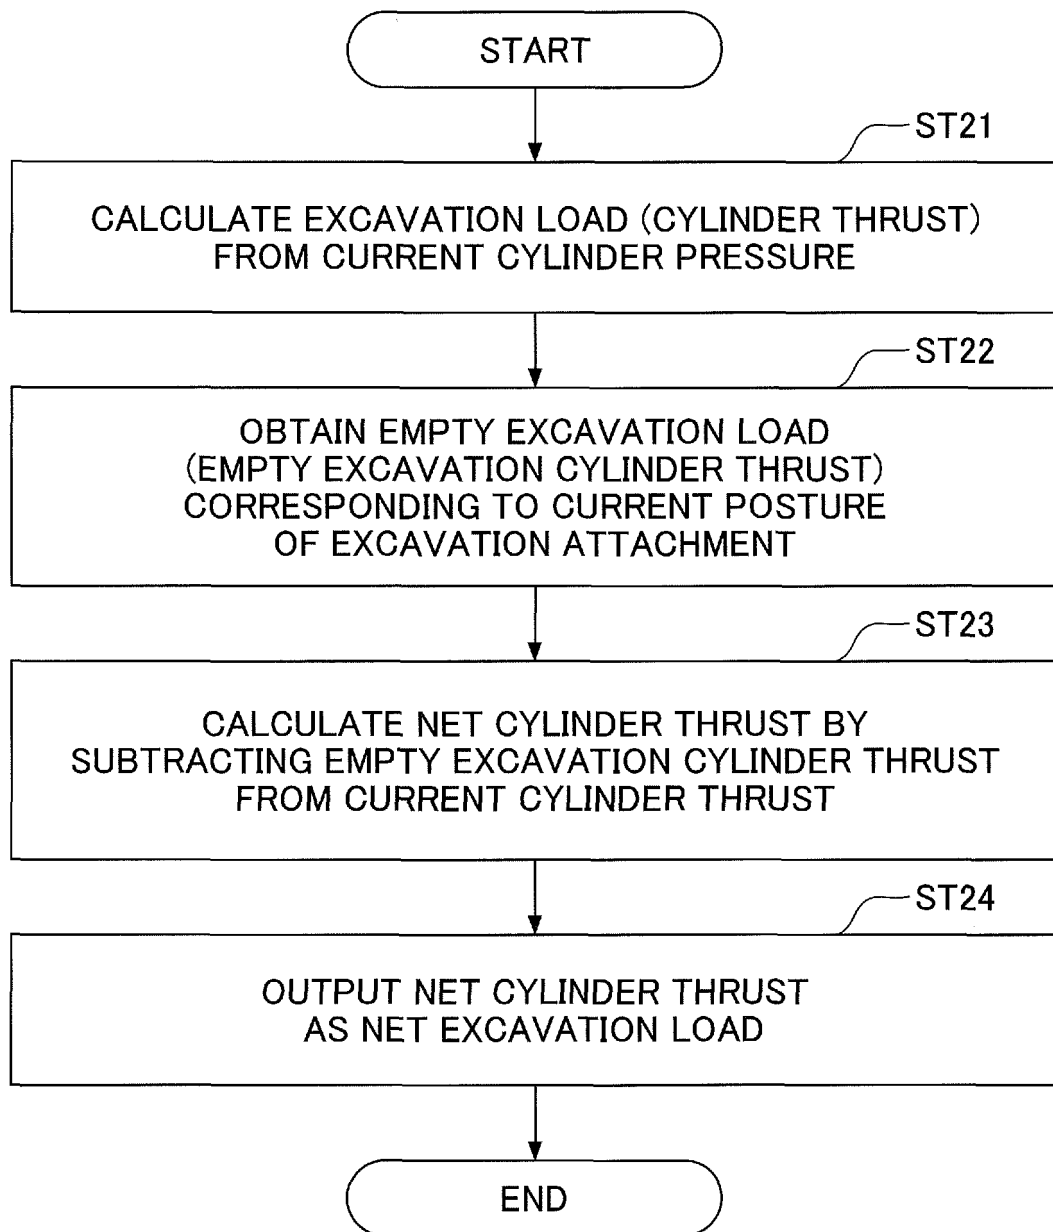 START
ST21
CALCULATE EXCAVATION LOAD (CYLINDER THRUST)
FROM CURRENT CYLINDER PRESSURE
ST22
OBTAIN EMPTY EXCAVATION LOAD
(EMPTY EXCAVATION CYLINDER THRUST)
CORRESPONDING TO CURRENT POSTURE
OF EXCAVATION ATTACHMENT
ST23
CALCULATE NET CYLINDER THRUST BY
SUBTRACTING EMPTY EXCAVATION CYLINDER THRUST
FROM CURRENT CYLINDER THRUST
ST24
OUTPUT NET CYLINDER THRUST
AS NET EXCAVATION LOAD
END